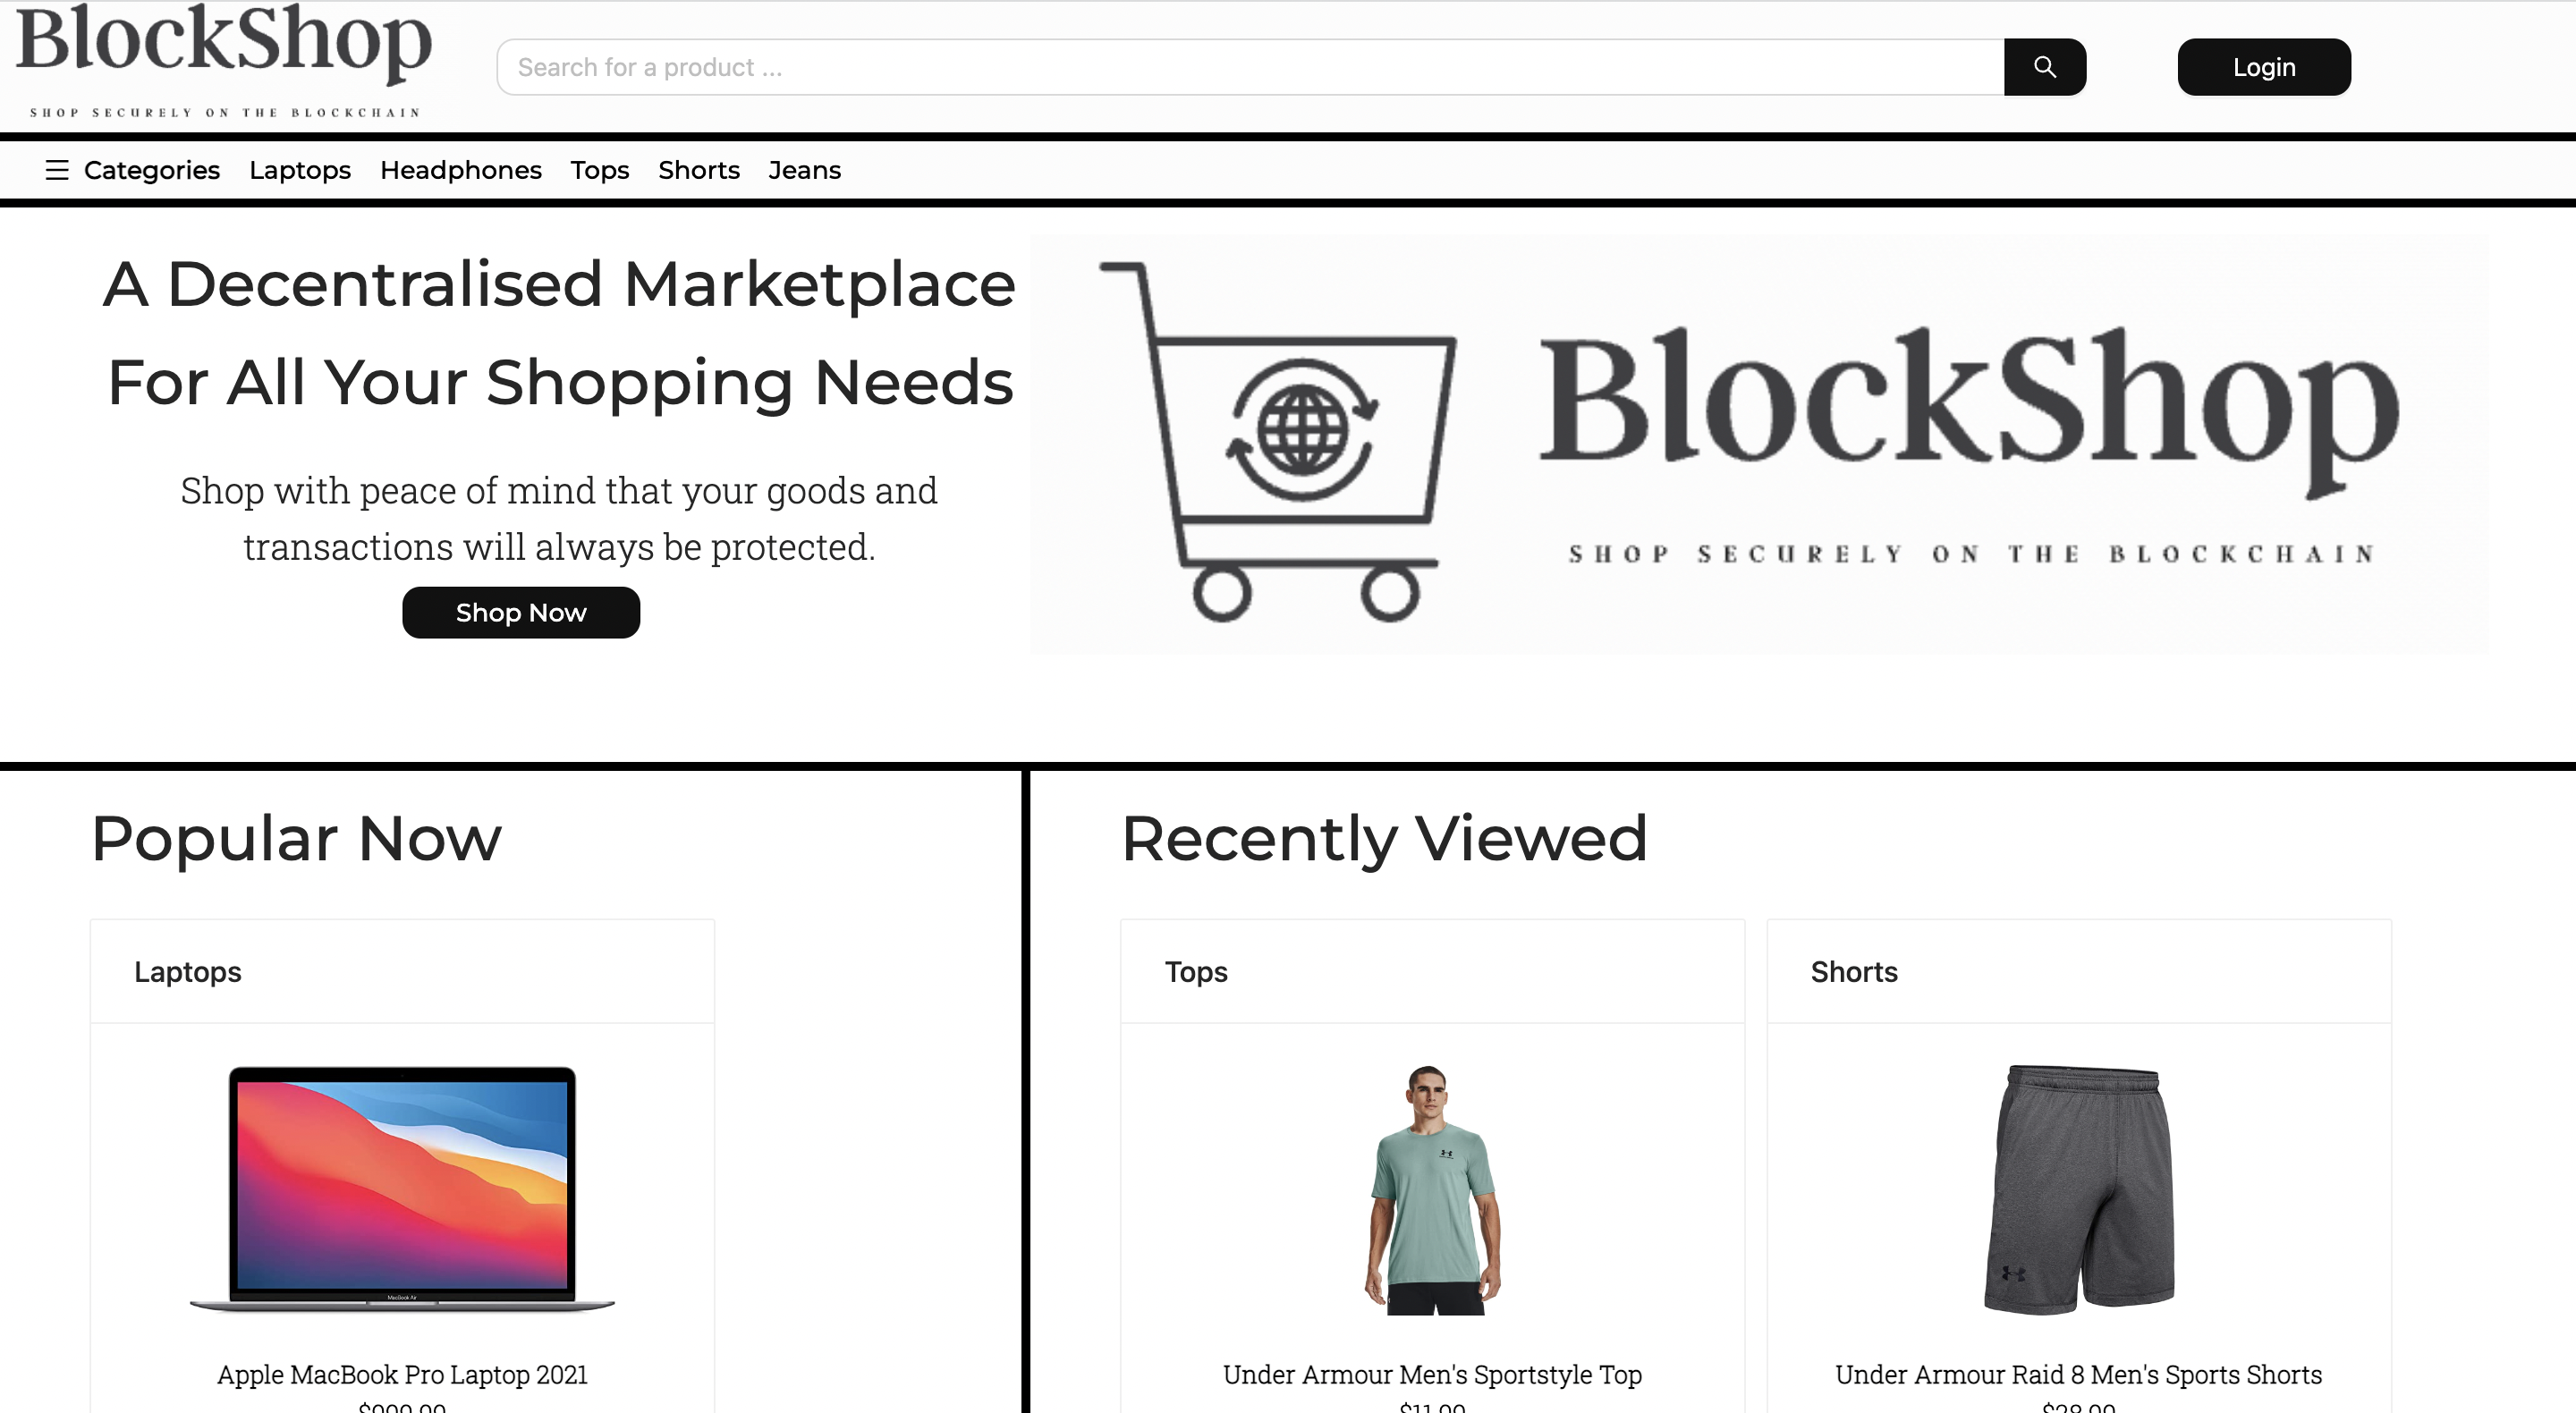 BlockShop
SHOP SECURELY ON THE BLOCKCHAIN
Search for a product ...
Login
Categories Laptops Headphones Tops Shorts Jeans
A Decentralised Marketplace
For All Your Shopping Needs
Shop with peace of mind that your goods and
transactions will always be protected.
Shop Now
BlockShop
SHOP SECURELY ON THE BLOCKCHAIN
Popular Now
Laptops
MacBook Air
Apple MacBook Pro Laptop 2021
Recently Viewed
Tops
Under Armour Men's Sportstyle Top
Shorts
Under Armour Raid 8 Men's Sports Shorts